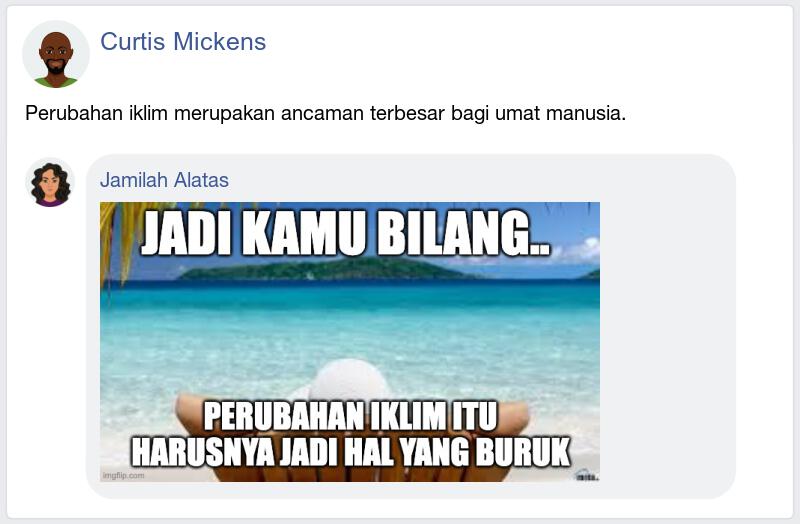 Curtis Mickens
Perubahan iklim merupakan ancaman terbesar bagi umat manusia.
Jamilah Alatas
JADI KAMU BILANG..
PERUBAHAN IKLIM ITU
HARUSNYA JADI HAL YANG BURUK
imgflip.com